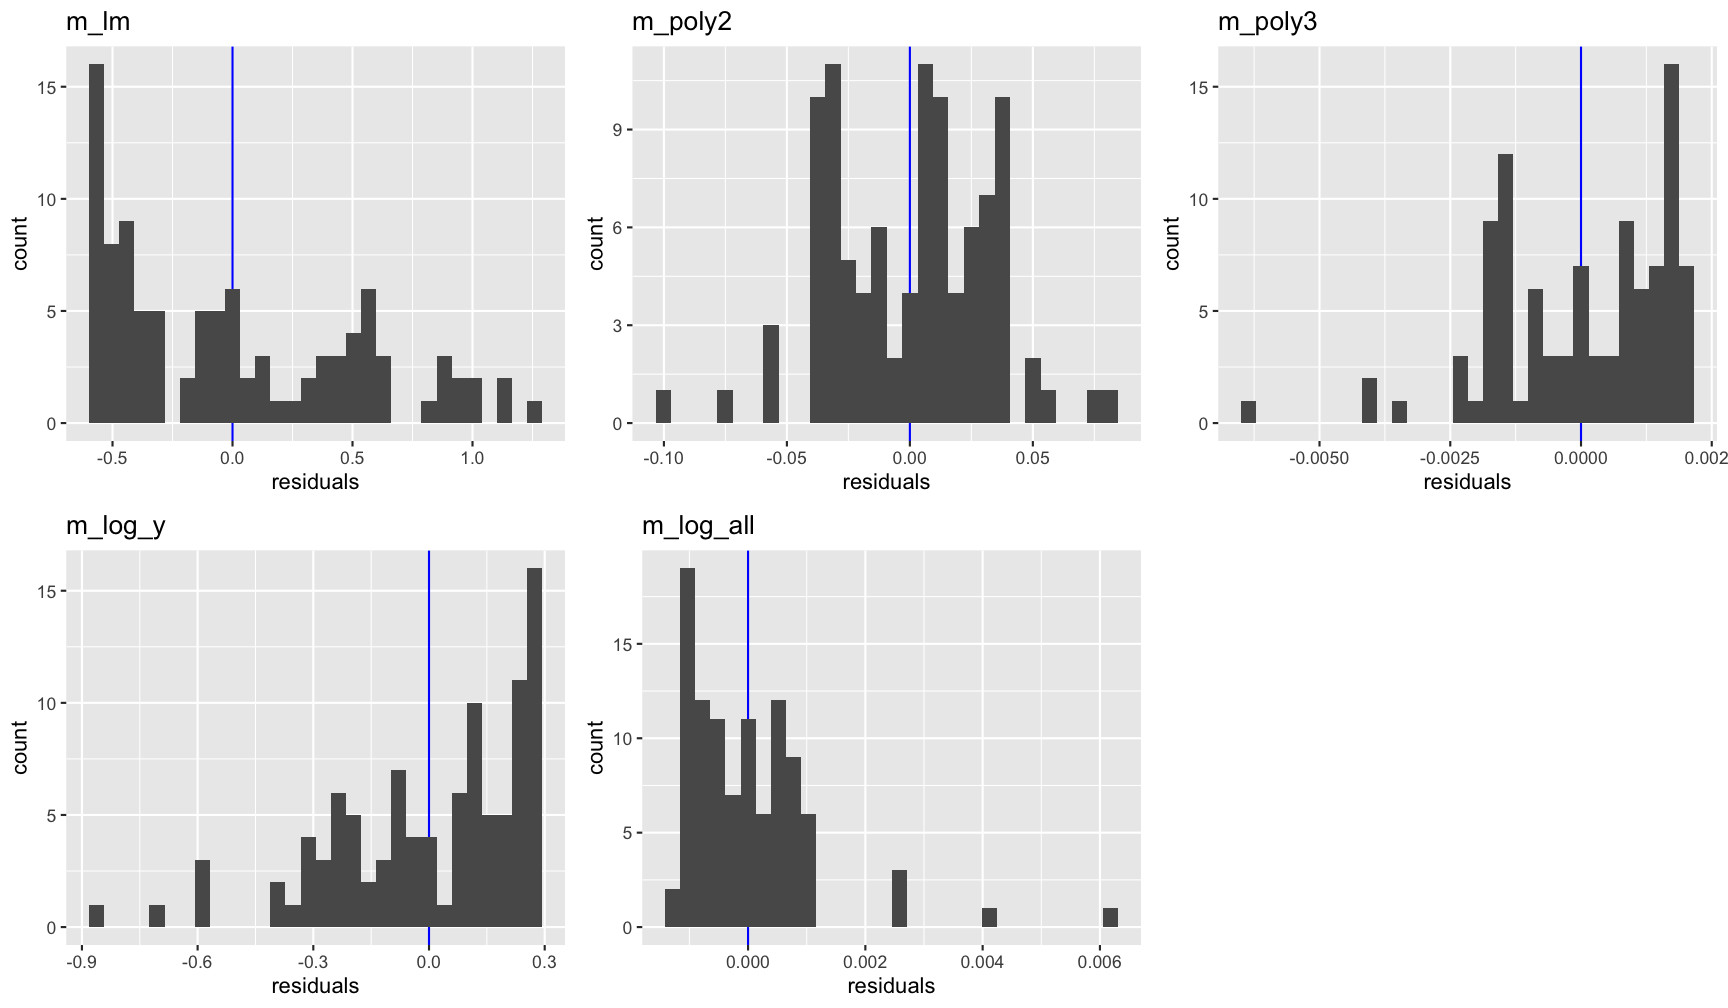 m_lm
15
10
5
0
count
-0.5 0.0 0.5 1.0
residuals
m_poly2
9
6
3
0
count
-0.10 -0.05 0.00 0.05
residuals
m_poly3
15
10
5
0
count
-0.0050 -0.0025 0.0000 0.002
residuals
m_log_y
15
10
5
0
count
-0.9 -0.6 -0.3 0.0 0.3
residuals
m_log_all
15
10
5
0
count
0.000 0.002 0.004 0.006
residuals